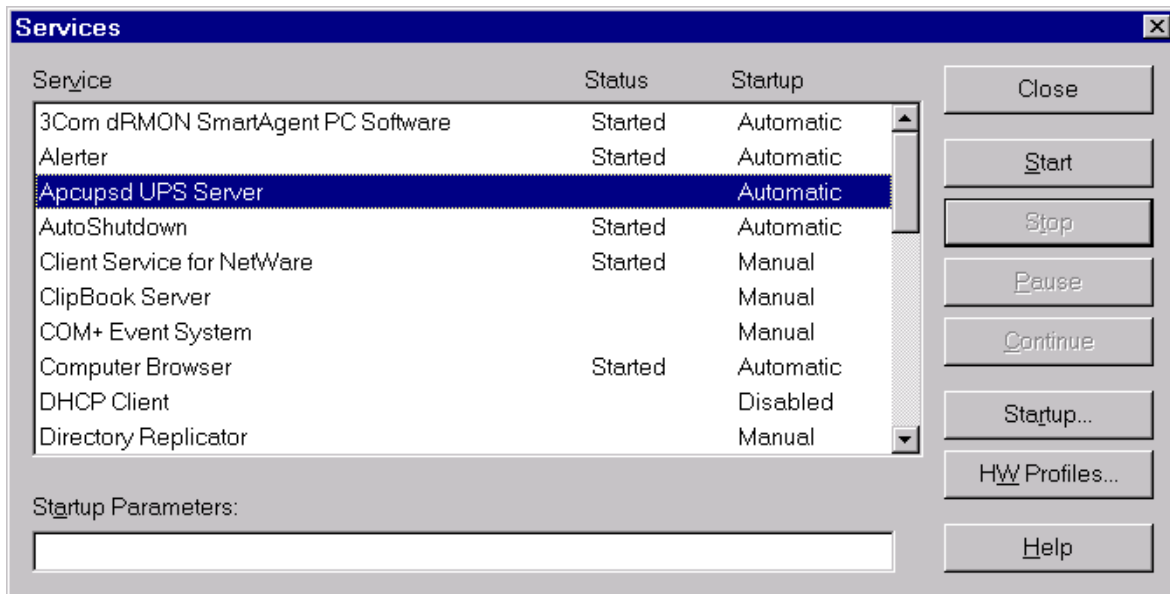 Services
Service Status Startup
3Com dRMON SmartAgent PC Software Started Automatic
Alerter Started Automatic
Apcupsd UPS Server Automatic
AutoShutdown Started Automatic
Client Service for NetWare Started Manual
ClipBook Server Manual
COM+ Event System Manual
Computer Browser Started Automatic
DHCP Client Disabled
Directory Replicator Manual
Startup Parameters:
Close
Start
Stop
Pause
Continue
Startup...
HW Profiles...
Help